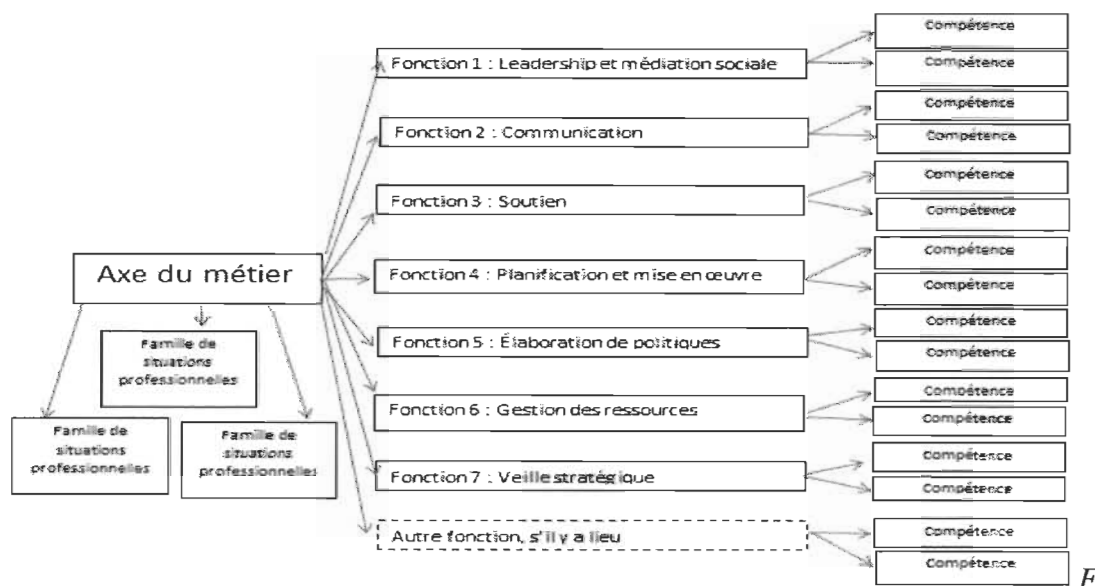 Compétence
Fonction 1 : Leadership et médiation sociale
Compétence
Compétence
Fonction 2 : Communication
Compétence
Compétence
Fonction 3 : Soutien
Compétence
Axe du métier
Compétence
Fonction 4 : Planification et mise en œuvre
Compétence
Famille de
situations
professionnelles
Compétence
Fonction 5 : Élaboration de politiques
Compétence
Famille de
situations
professionnelles
Famille de
situations
professionnelles
Compétence
Fonction 6 : Gestion des ressources
Compétence
Compétence
Fonction 7 : Veille stratégique
Compétence
Autre fonction, s'il y a lieu
Compétence
Compétence
F